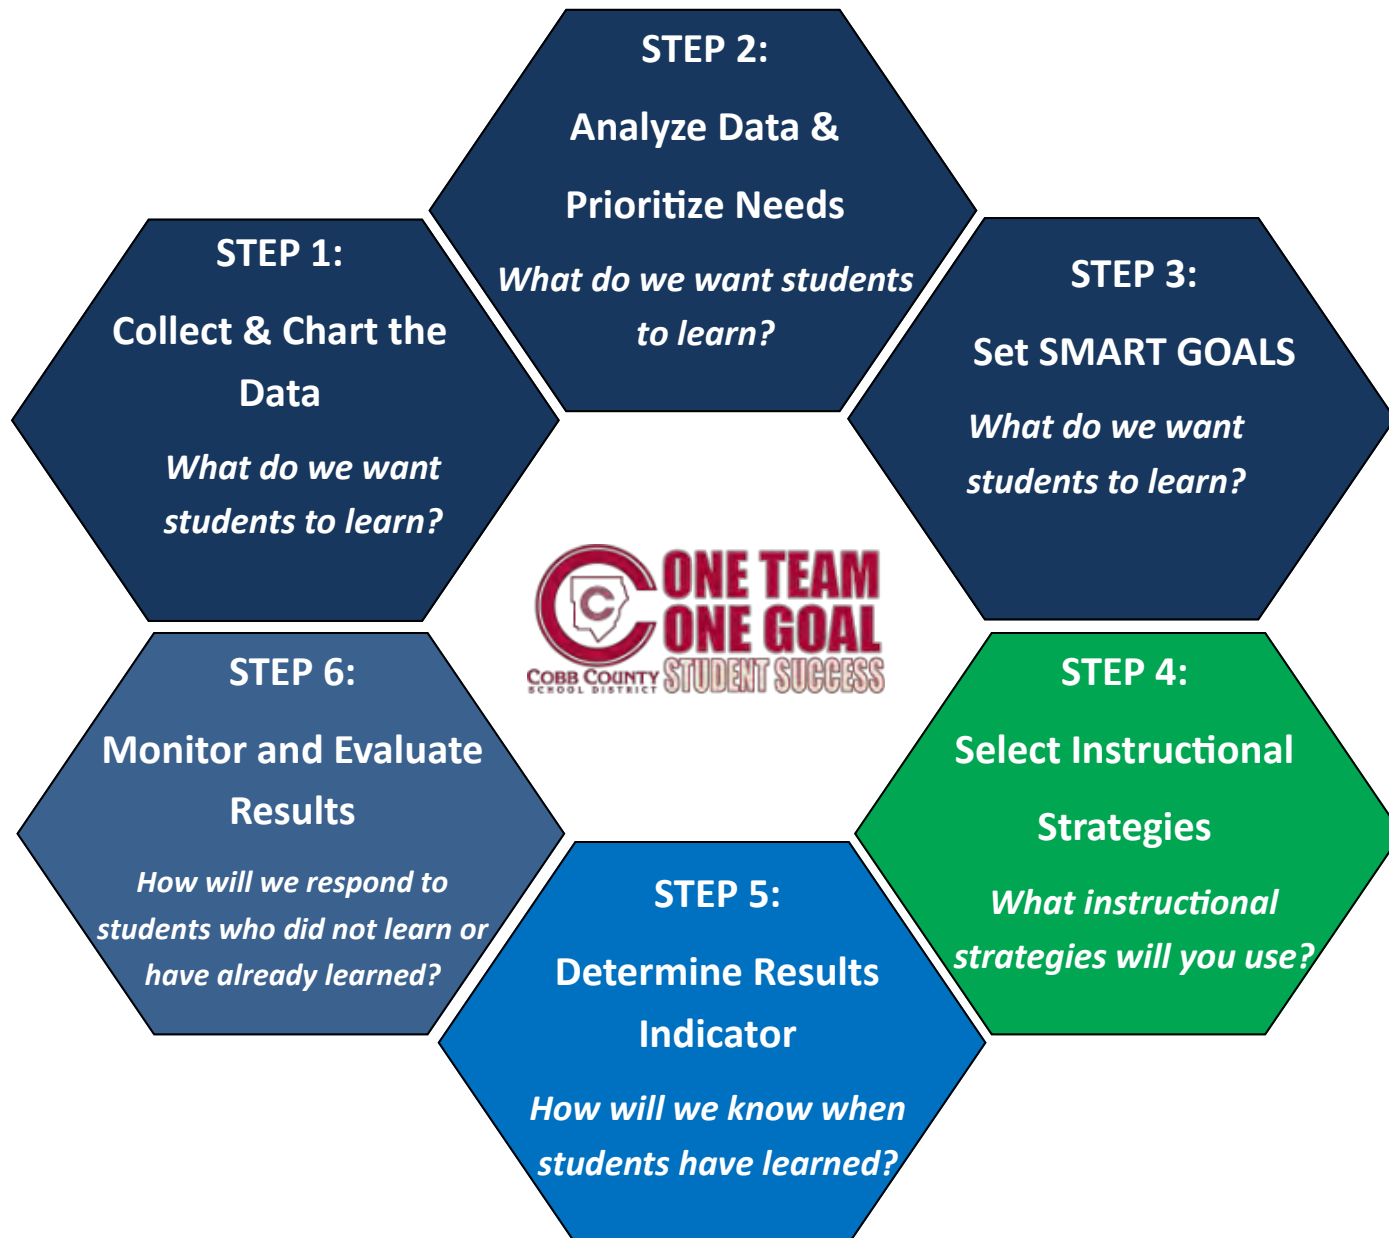 STEP 1:
Collect & Chart the
Data
What do we want
students to learn?
STEP 2:
Analyze Data &
Prioritize Needs
What do we want students
to learn?
STEP 3:
Set SMART GOALS
What do we want
students to learn?
STEP 4:
Select Instructional
Strategies
What instructional
strategies will you use?
STEP 5:
Determine Results
Indicator
How will we know when
students have learned?
STEP 6:
Monitor and Evaluate
Results
How will we respond to
students who did not learn or
have already learned?
C
C
COBB COUNTY
SCHOOL DISTRICT
ONE TEAM
ONE GOAL
STUDENT SUCCESS